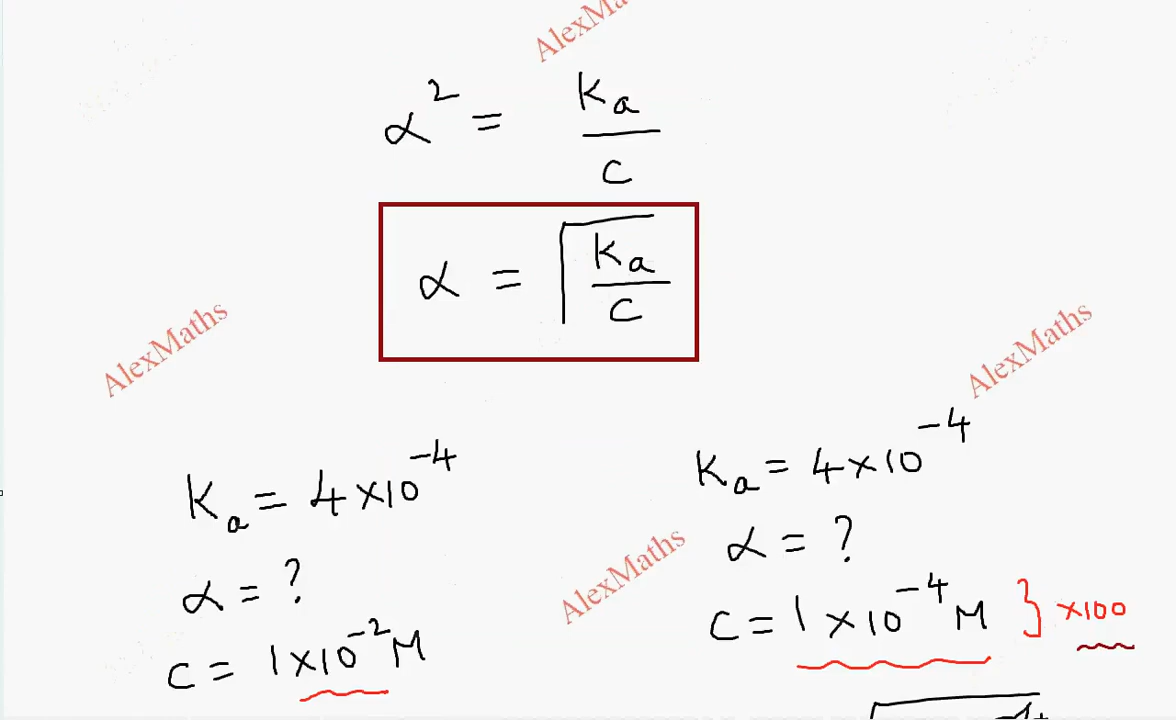 AlexMaths
α² = Ka/C
α = √(Ka/C)
AlexMaths
AlexMaths
Ka = 4×10⁻⁴
α = ?
C = 1×10⁻² M
Ka = 4×10⁻⁴
α = ?
C = 1×10⁻⁴ M } ×100
AlexMaths